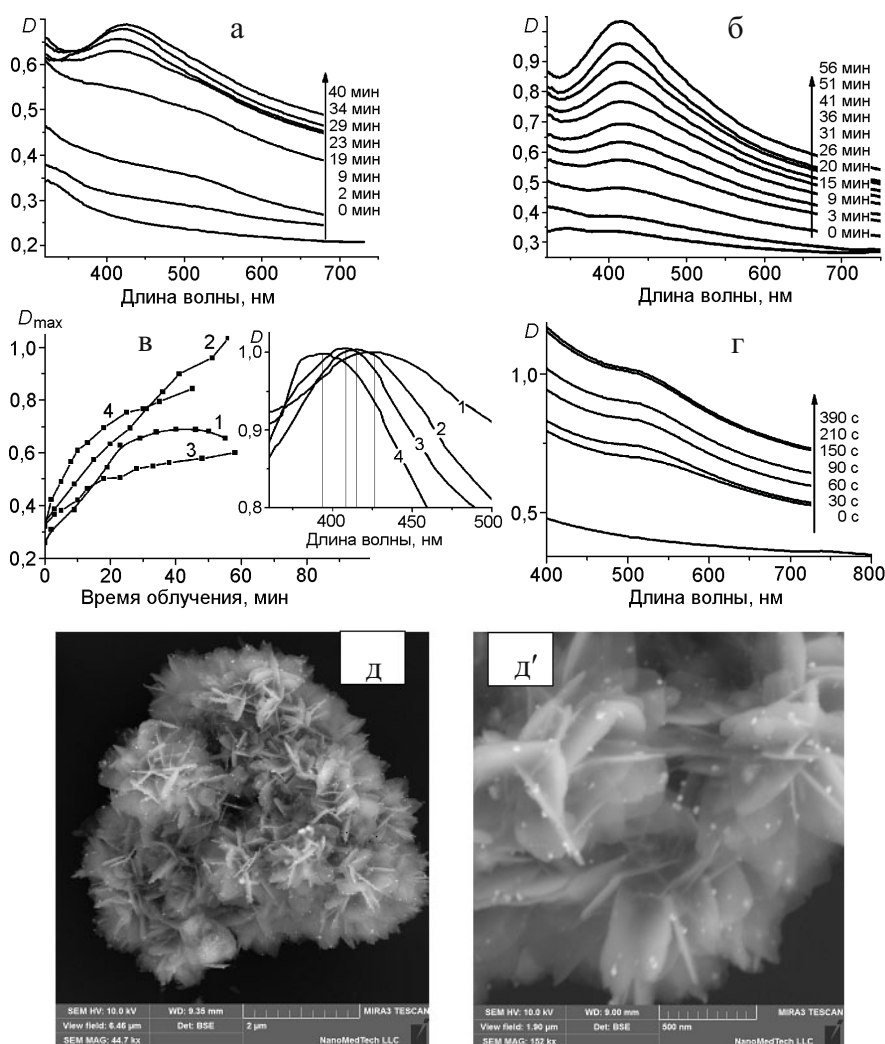 D
а
0,6
0,5
0,4
0,3
0,2
40 мин
34 мин
29 мин
23 мин
19 мин
9 мин
2 мин
0 мин
400 500 600 700
Длина волны, нм
D
б
0,9
0,8
0,7
0,6
0,5
0,4
0,3
56 мин
51 мин
41 мин
36 мин
31 мин
26 мин
20 мин
15 мин
9 мин
3 мин
0 мин
400 500 600 700
Длина волны, нм
Dmax
в
1,0
0,8
0,6
0,4
0,2
2
4
1
3
0 20 40 60 80
Время облучения, мин
D
1,0
0,9
0,8
1
2
3
4
400 450 500
Длина волны, нм
D
г
1,0
0,5
390 с
210 с
150 с
90 с
60 с
30 с
0 с
400 500 600 700 800
Длина волны, нм
д
SEM HV: 10.0 kV WD: 9.35 mm MIRA3 TESCAN
View field: 6.46 µm Det: BSE 2 µm
SEM MAG: 44.7 kx NanoMedTech LLC
д′
SEM HV: 10.0 kV WD: 9.00 mm MIRA3 TESCAN
View field: 1.90 µm Det: BSE 500 nm
SEM MAG: 152 kx NanoMedTech LLC